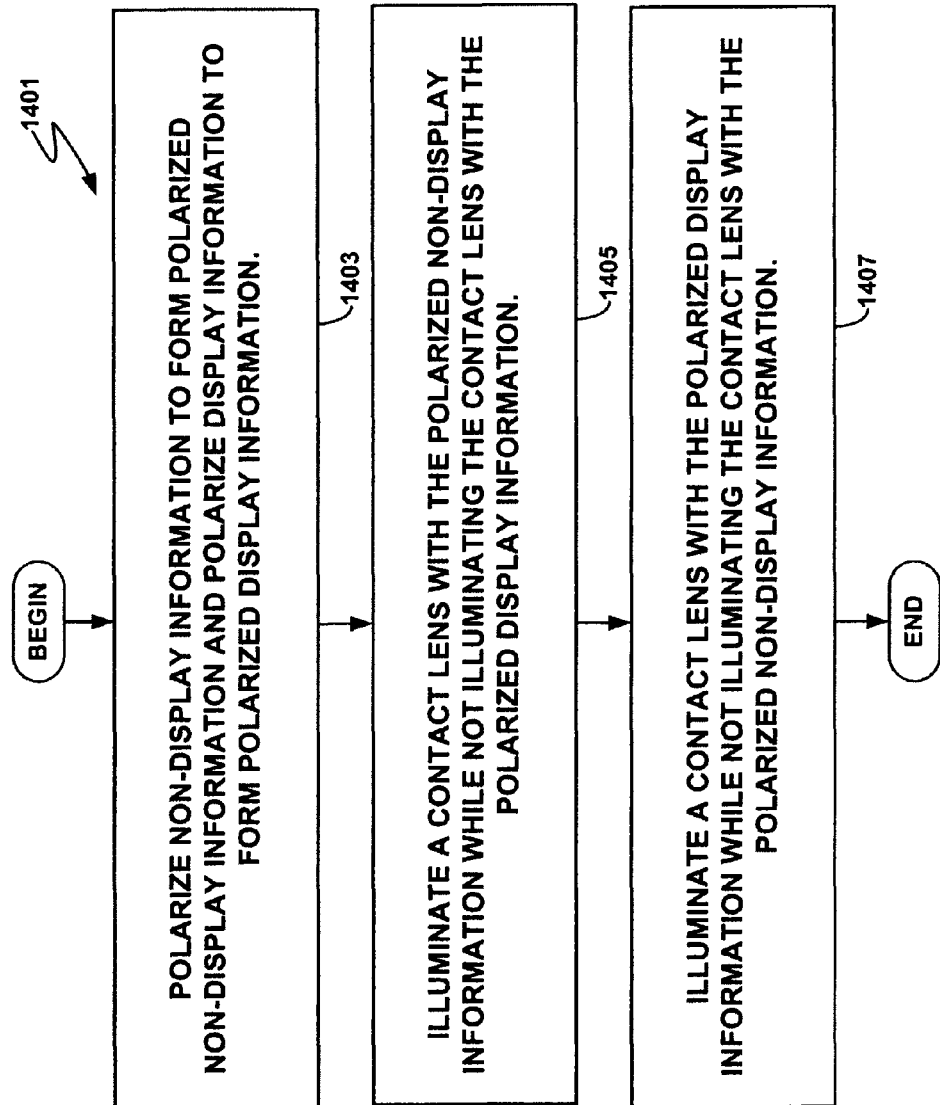 1401
BEGIN
POLARIZE NON-DISPLAY INFORMATION TO FORM POLARIZED
NON-DISPLAY INFORMATION AND POLARIZE DISPLAY INFORMATION TO
FORM POLARIZED DISPLAY INFORMATION.
1403
ILLUMINATE A CONTACT LENS WITH THE POLARIZED NON-DISPLAY
INFORMATION WHILE NOT ILLUMINATING THE CONTACT LENS WITH THE
POLARIZED DISPLAY INFORMATION.
1405
ILLUMINATE A CONTACT LENS WITH THE POLARIZED DISPLAY
INFORMATION WHILE NOT ILLUMINATING THE CONTACT LENS WITH THE
POLARIZED NON-DISPLAY INFORMATION.
1407
END